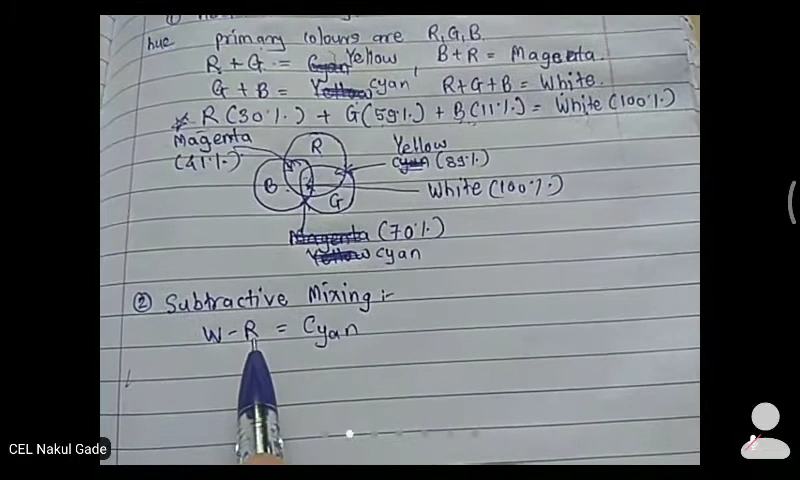 hue primary colours are R, G, B
R + G = Yellow , B + R = Magenta.
G + B = Cyan R+G+B = White.
* R (30%.) + G(59%.) + B(11%.) = White (100%.)
Magenta (41%.)
R
Yellow (89%.)
B
G
White (100%.)
(70%.)
Cyan
② Subtractive Mixing :-
W - R = Cyan
CEL Nakul Gade